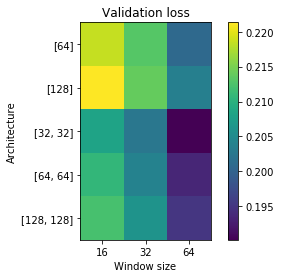 Validation loss
Architecture
[64]
[128]
[32, 32]
[64, 64]
[128, 128]
16 32 64
Window size
0.220
0.215
0.210
0.205
0.200
0.195